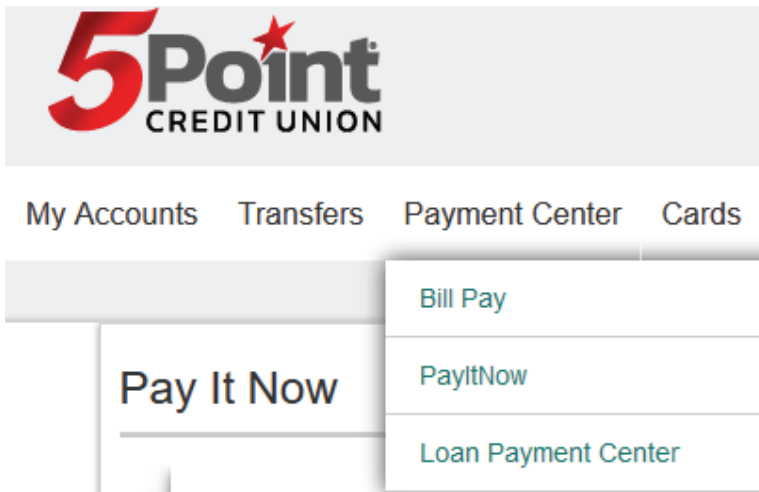 5Point
CREDIT UNION
My Accounts Transfers Payment Center Cards
Bill Pay
Pay It Now
PayItNow
Loan Payment Center